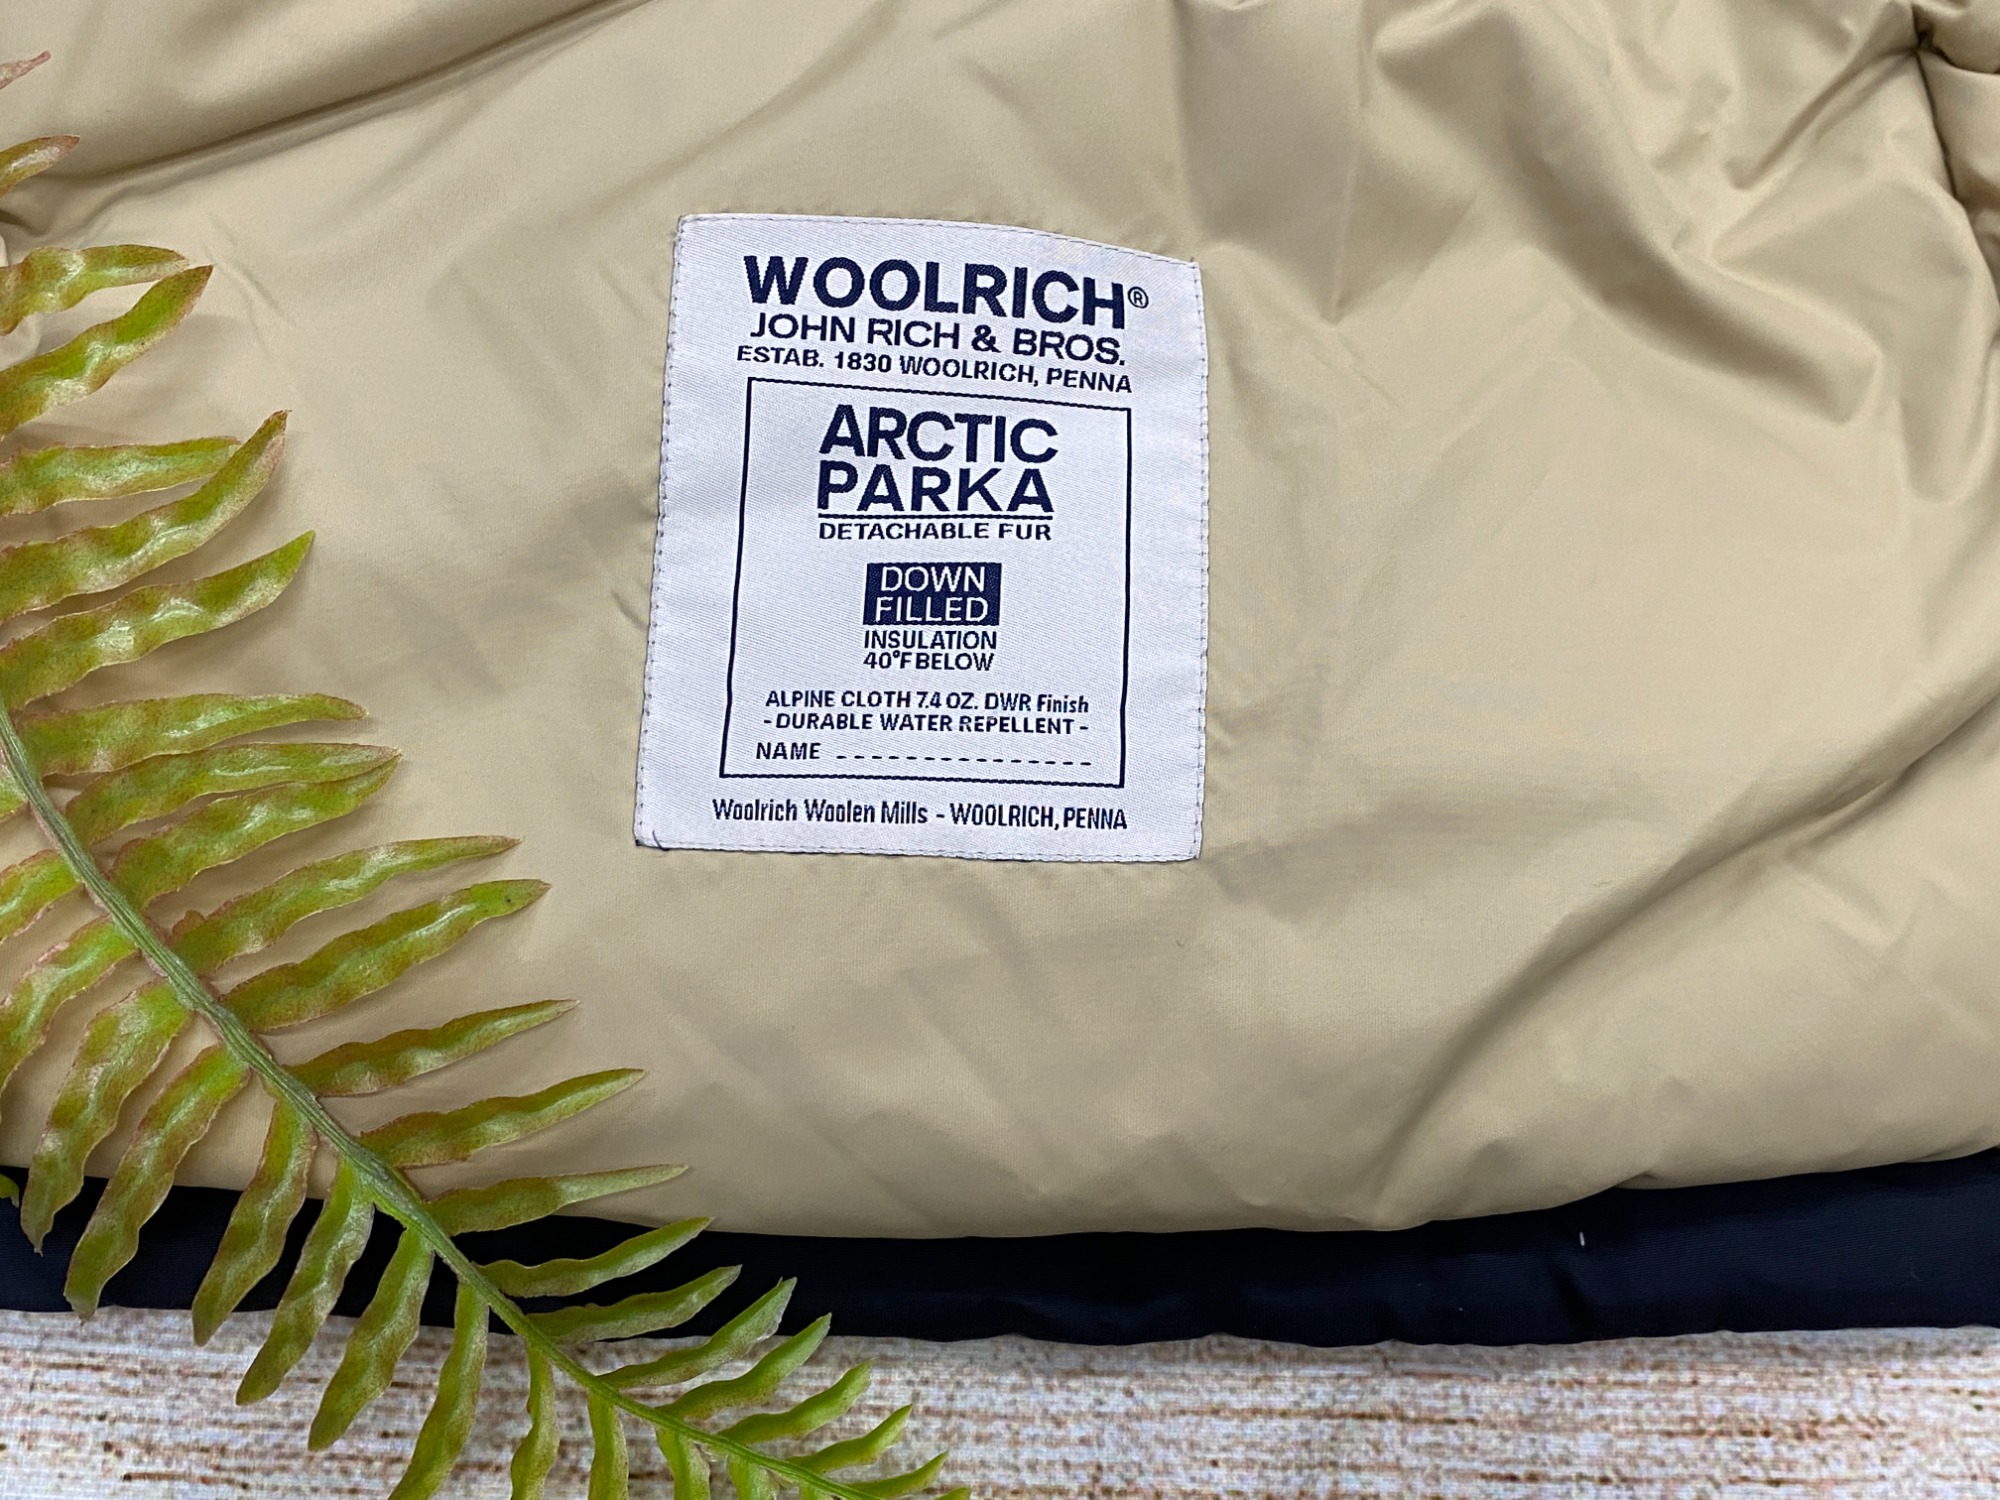 WOOLRICH®
JOHN RICH & BROS.
ESTAB. 1830 WOOLRICH, PENNA
ARCTIC
PARKA
DETACHABLE FUR
DOWN
FILLED
INSULATION
40°F BELOW
ALPINE CLOTH 7.4 OZ. DWR Finish
- DURABLE WATER REPELLENT -
NAME
Woolrich Woolen Mills - WOOLRICH, PENNA